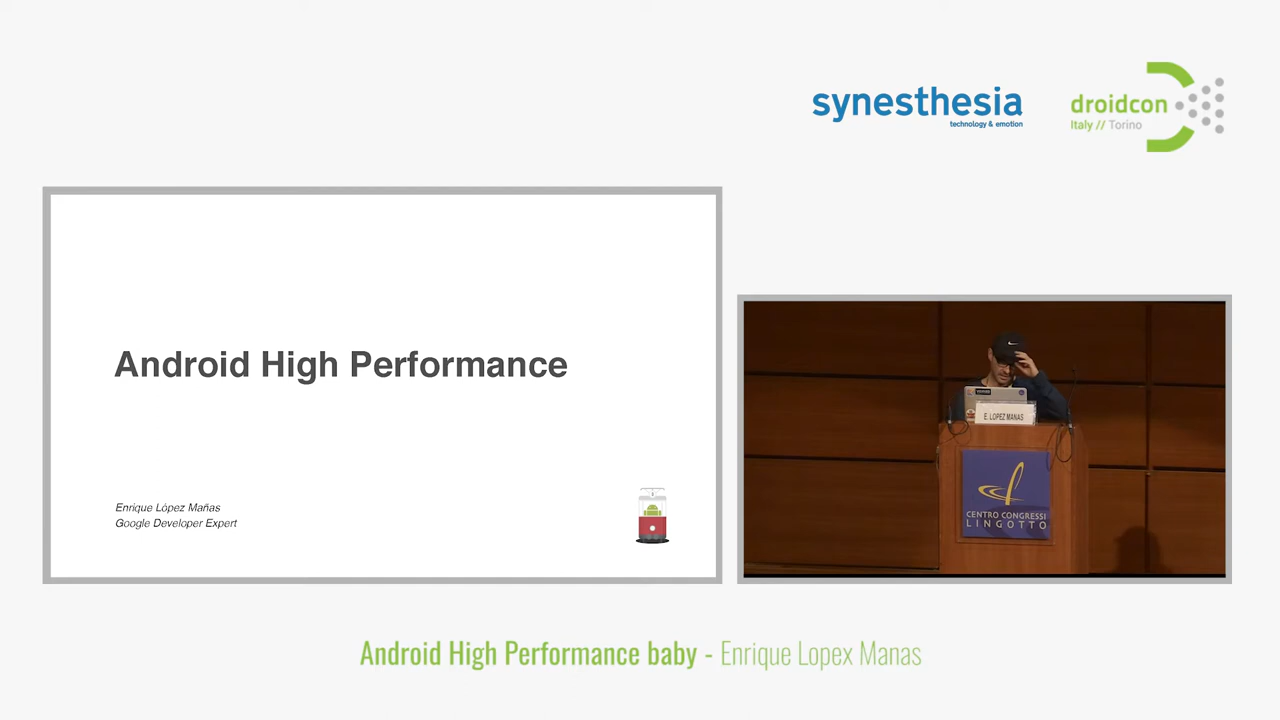 synesthesia
technology & emotion
droidcon
Italy // Torino
Android High Performance
Enrique López Mañas
Google Developer Expert
E. LOPEZ MANAS
CENTRO CONGRESSI
LINGOTTO
Android High Performance baby - Enrique Lopex Manas